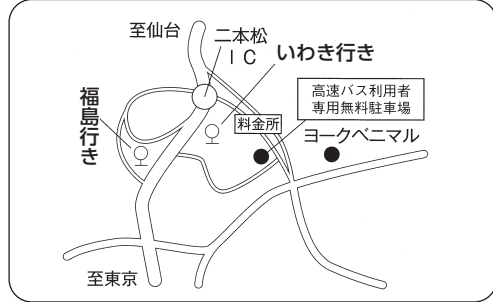 至仙台
二本松
IC
いわき行き
高速バス利用者
専用無料駐車場
福島行き
料金所
ヨークベニマル
至東京